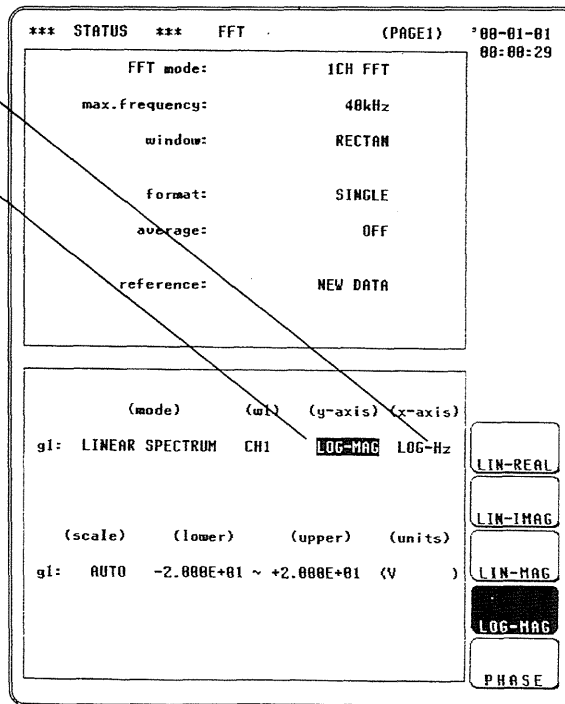 *** STATUS *** FFT (PAGE1) '00-01-01
00:00:29
FFT mode: 1CH FFT
max.frequency: 40kHz
window: RECTAN
format: SINGLE
average: OFF
reference: NEW DATA
(mode) (w1) (y-axis) (x-axis)
g1: LINEAR SPECTRUM CH1 LOG-MAG LOG-Hz
(scale) (lower) (upper) (units)
g1: AUTO -2.000E+01 ~ +2.000E+01 (V )
LIN-REAL
LIN-IMAG
LIN-MAG
LOG-MAG
PHASE